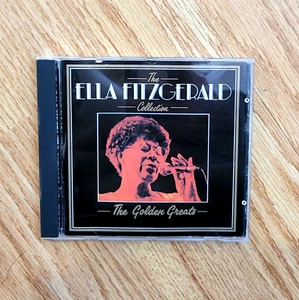 The
ELLA FITZGERALD
Collection
The Golden Greats